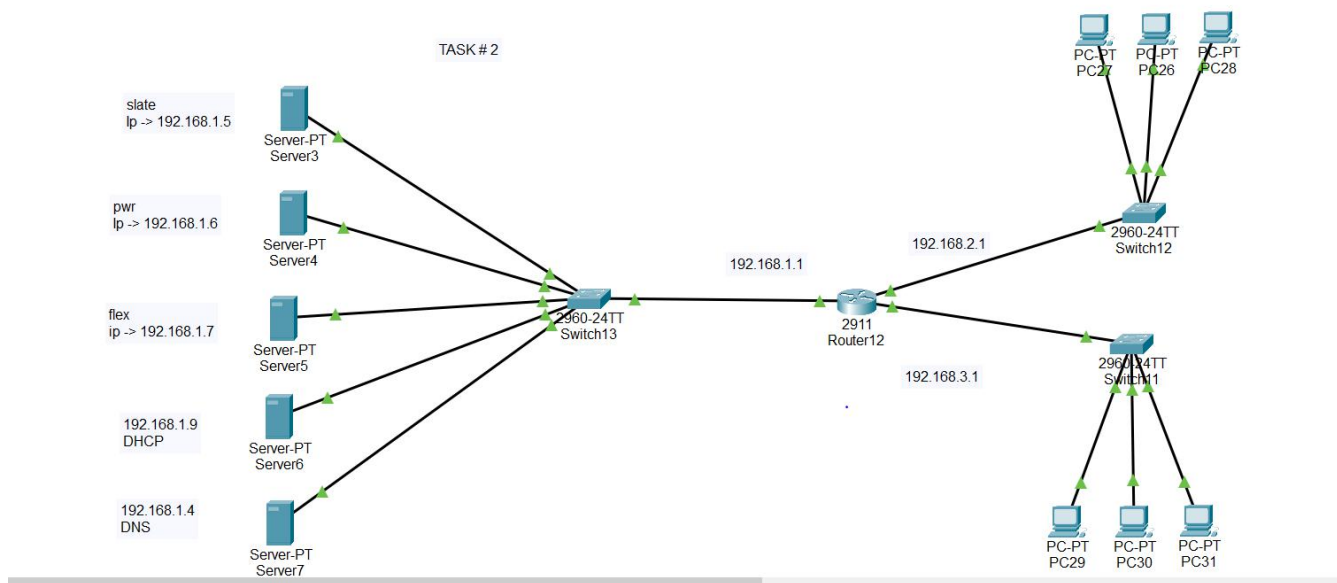 TASK # 2
slate
Ip -> 192.168.1.5
Server-PT
Server3
pwr
Ip -> 192.168.1.6
Server-PT
Server4
flex
ip -> 192.168.1.7
Server-PT
Server5
192.168.1.9
DHCP
Server-PT
Server6
192.168.1.4
DNS
Server-PT
Server7
2960-24TT
Switch13
192.168.1.1
2911
Router12
192.168.2.1
192.168.3.1
PC-PT
PC27
PC-PT
PC26
PC-PT
PC28
2960-24TT
Switch12
2960-24TT
Switch11
PC-PT
PC29
PC-PT
PC30
PC-PT
PC31